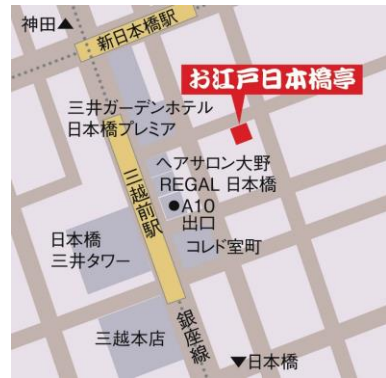 神田▲
新日本橋駅
お江戸日本橋亭
三井ガーデンホテル
日本橋プレミア
ヘアサロン大野
REGAL 日本橋
●A10
出口
三越前駅
日本橋
三井タワー
コレド室町
三越本店
銀座線
▼日本橋